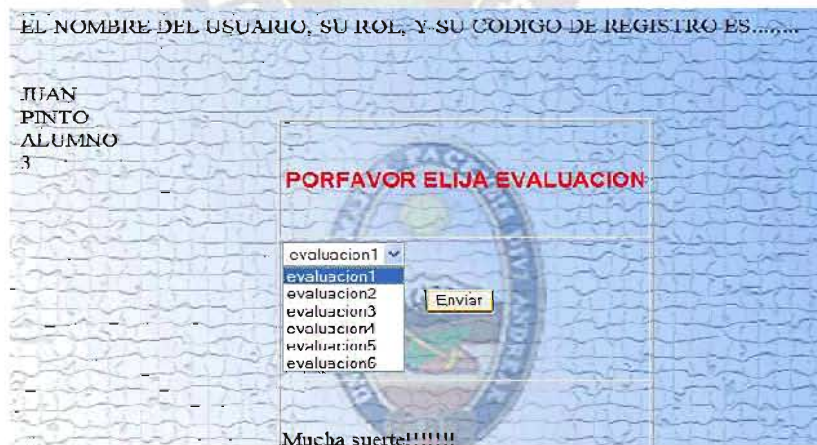 EL NOMBRE DEL USUARIO, SU ROL, Y SU CODIGO DE REGISTRO ES........
JUAN
PINTO
ALUMNO
3
PORFAVOR ELIJA EVALUACION
evaluacion1
evaluacion1
evaluacion2
Enviar
evaluacion3
evaluacion4
evaluacion5
evaluacion6
Mucha suerte!!!!!!!